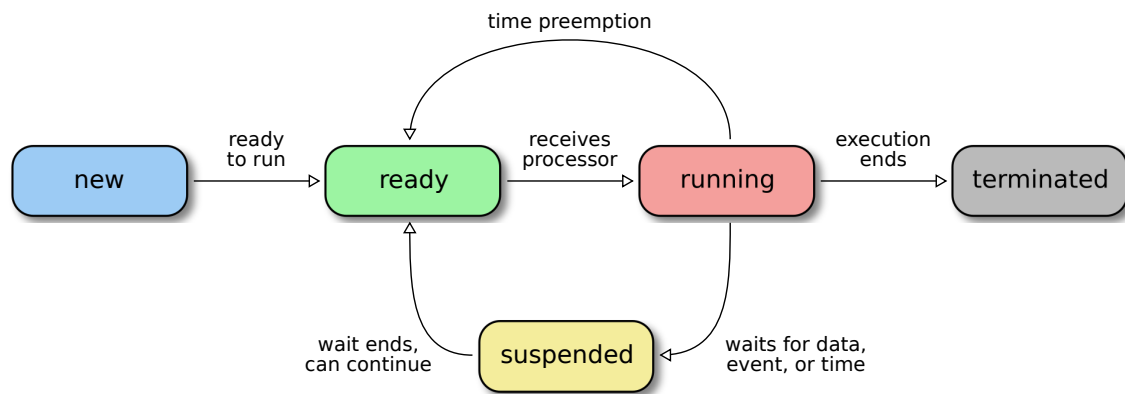 time preemption
ready
to run
receives
processor
execution
ends
new
ready
running
terminated
wait ends,
can continue
suspended
waits for data,
event, or time